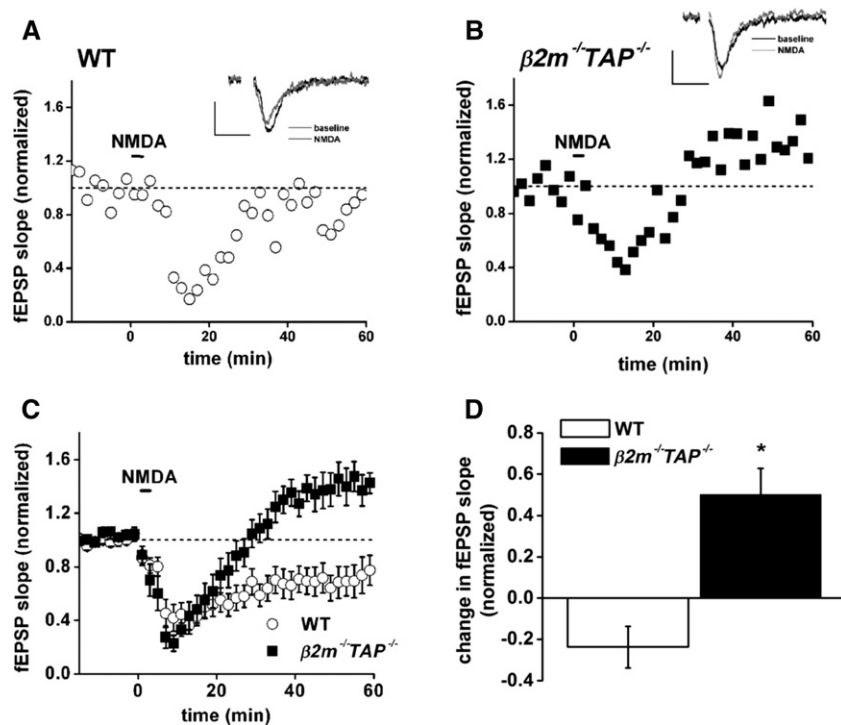 A
WT
baseline
NMDA
NMDA
fEPSP slope (normalized)
1.6
1.2
0.8
0.4
0.0
0 20 40 60
time (min)
B
β2m⁻/⁻TAP⁻/⁻
baseline
NMDA
NMDA
fEPSP slope (normalized)
1.6
1.2
0.8
0.4
0.0
0 20 40 60
time (min)
C
NMDA
fEPSP slope (normalized)
1.6
1.2
0.8
0.4
0.0
WT
β2m⁻/⁻TAP⁻/⁻
0 20 40 60
time (min)
D
WT
β2m⁻/⁻TAP⁻/⁻
*
change in fEPSP slope
(normalized)
0.8
0.6
0.4
0.2
0.0
-0.2
-0.4